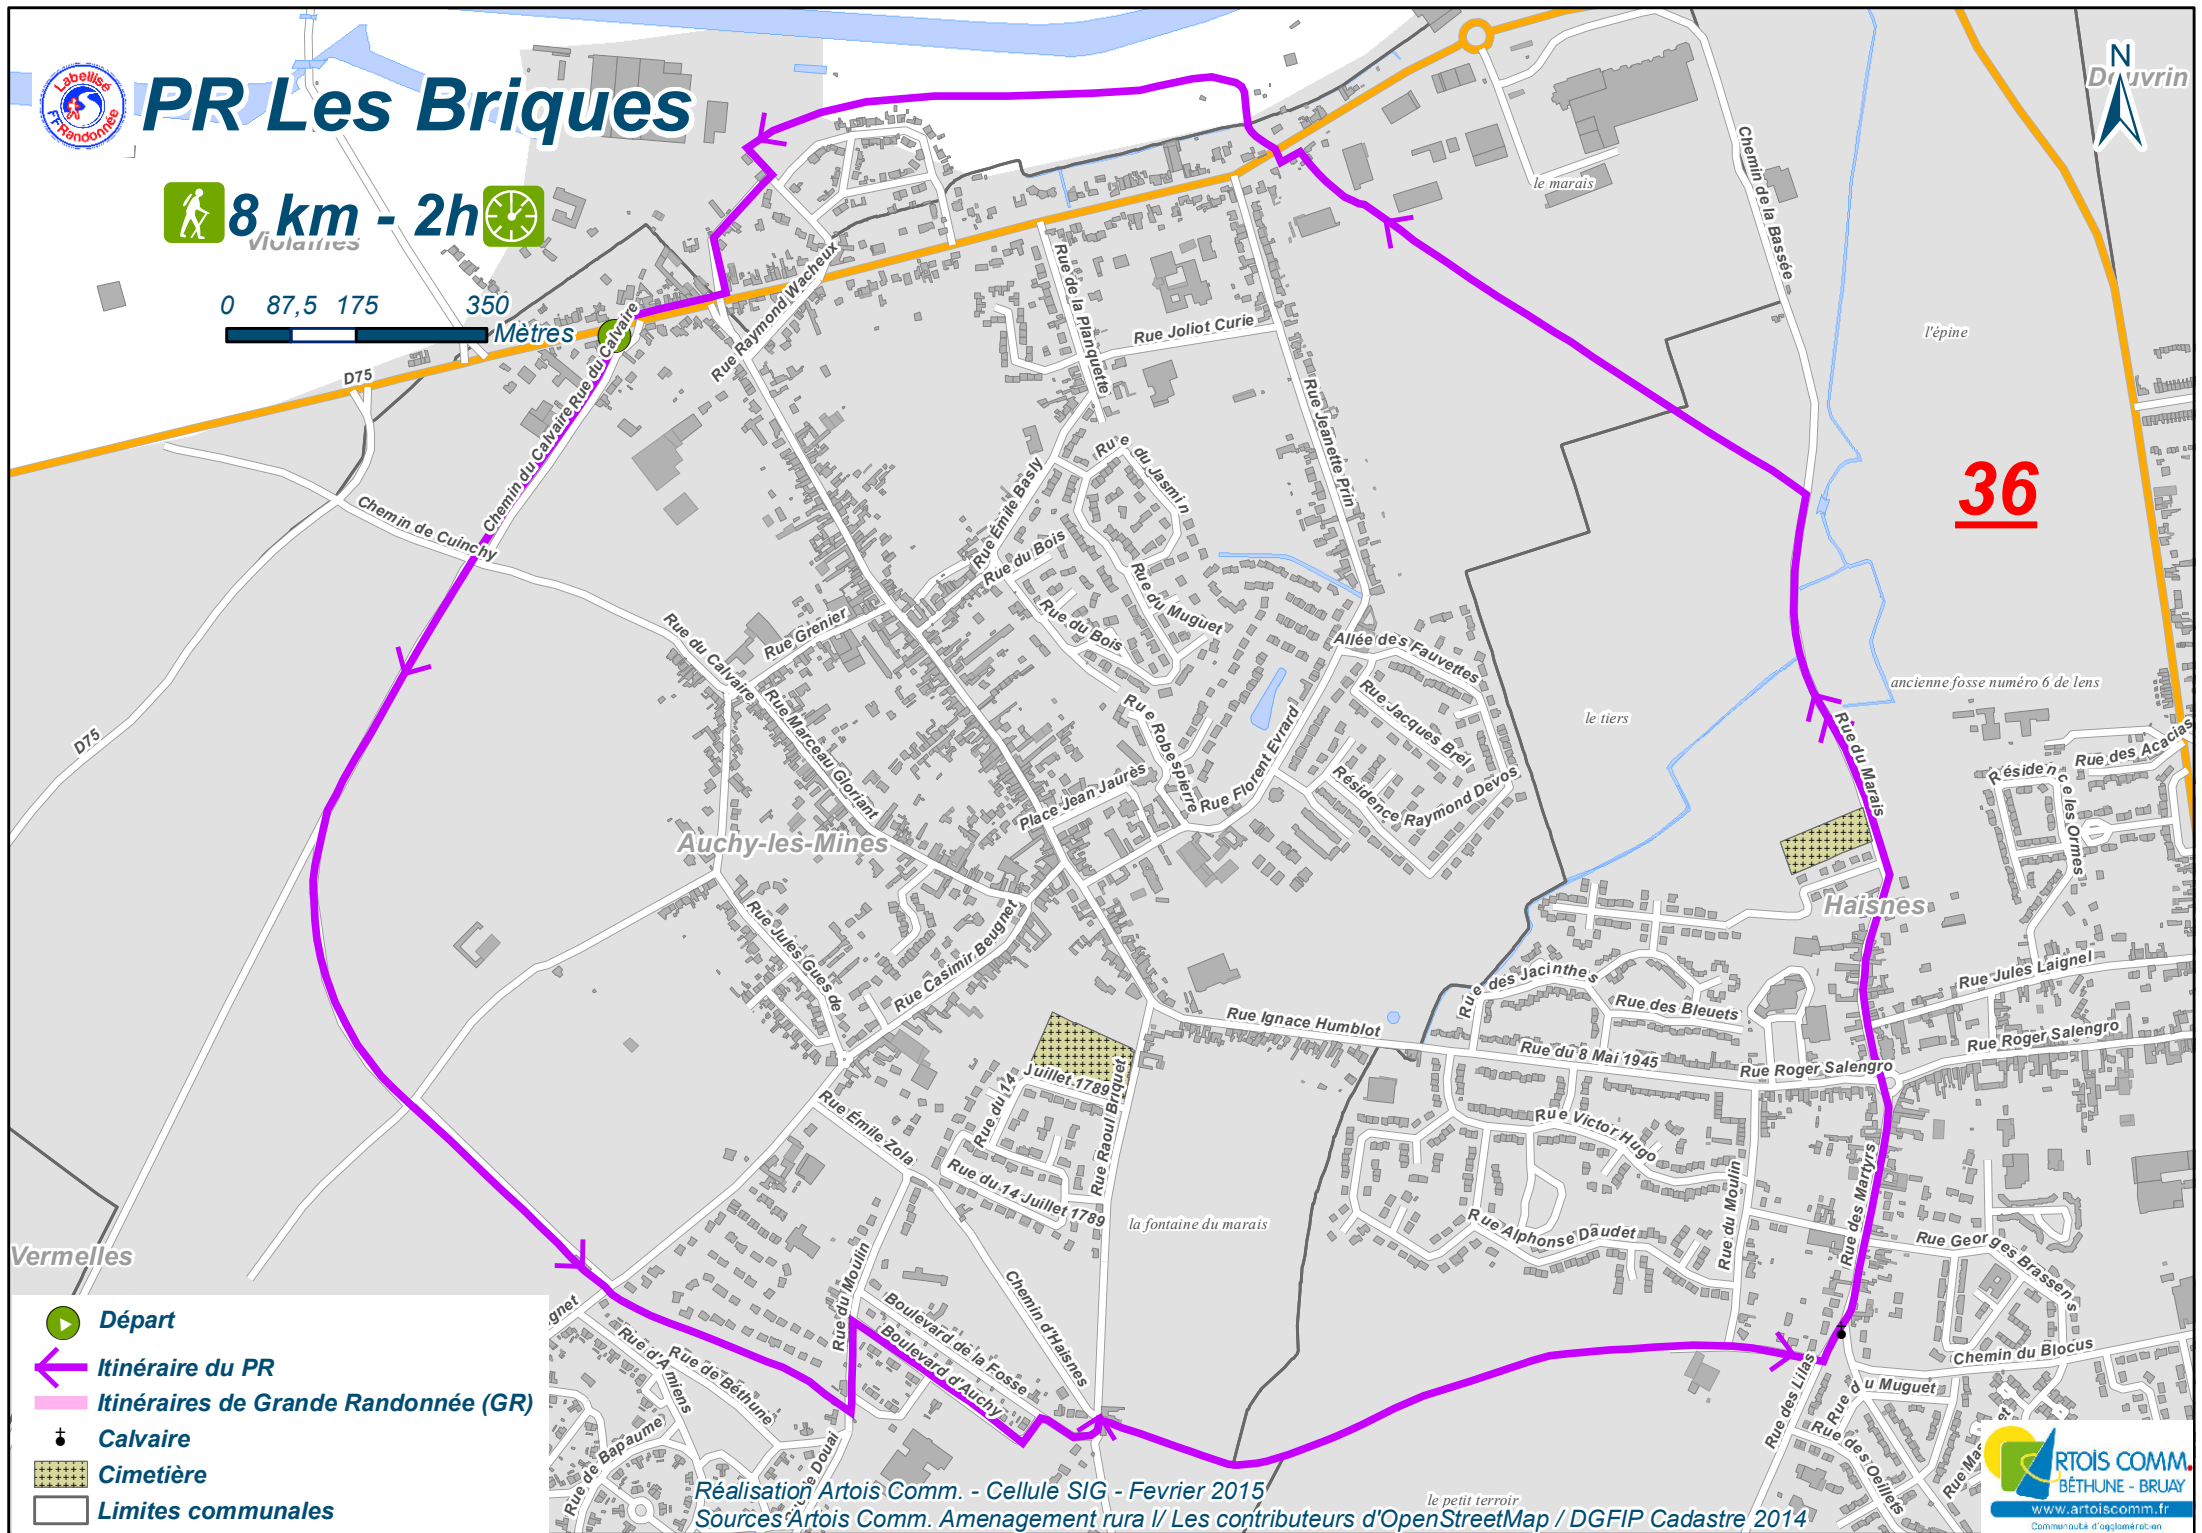 PR Les Briques
Labellisé
FFRandonnée
8 km - 2h
Violaines
0 87,5 175 350
Mètres
N
Douvrin
36
le marais
Chemin de la Bassée
l'épine
D75
Rue du Calvaire
Chemin du Calvaire
Rue Raymond Wacheux
Rue de la Planquette
Rue Joliot Curie
Rue Jeanette Prin
Chemin de Cuinchy
Rue Émile Basly
Rue du Jasmin
Rue du Bois
Rue du Bois
Rue du Muguet
Rue Grenier
Rue du Calvaire
Rue Marceau Gloriant
Allée des Fauvettes
Rue Jacques Brel
Résidence Raymond Devos
Rue Robespierre
Rue Florent Evrard
Place Jean Jaurès
le tiers
ancienne fosse numéro 6 de lens
Rue du Marais
Rue des Acacias
Résidence les Ormes
D75
Auchy-les-Mines
Haisnes
Rue Jules Guesde
Rue Casimir Beugnet
Rue des Jacinthes
Rue des Bleuets
Rue Jules Laignel
Rue Ignace Humblot
Rue du 8 Mai 1945
Rue Roger Salengro
Rue Roger Salengro
Rue du 14 Juillet 1789
Rue Raoul Briquet
Rue Émile Zola
Rue du 14 Juillet 1789
Rue Victor Hugo
Rue Alphonse Daudet
Rue du Moulin
Rue des Martyrs
Rue Georges Brassens
la fontaine du marais
Vermelles
Rue du Moulin
Boulevard de la Fosse
Boulevard d'Auchy
Chemin d'Haisnes
Chemin du Blocus
Rue des Lilas
Rue du Muguet
Rue des Oeillets
Rue d'Amiens
Rue de Béthune
Rue de Bapaume
le petit terroir
Départ
Itinéraire du PR
Itinéraires de Grande Randonnée (GR)
Calvaire
Cimetière
Limites communales
Réalisation Artois Comm. - Cellule SIG - Fevrier 2015
Sources Artois Comm. Amenagement rura l/ Les contributeurs d'OpenStreetMap / DGFIP Cadastre 2014
ARTOIS COMM.
BÉTHUNE - BRUAY
www.artoiscomm.fr
Communauté d'agglomération